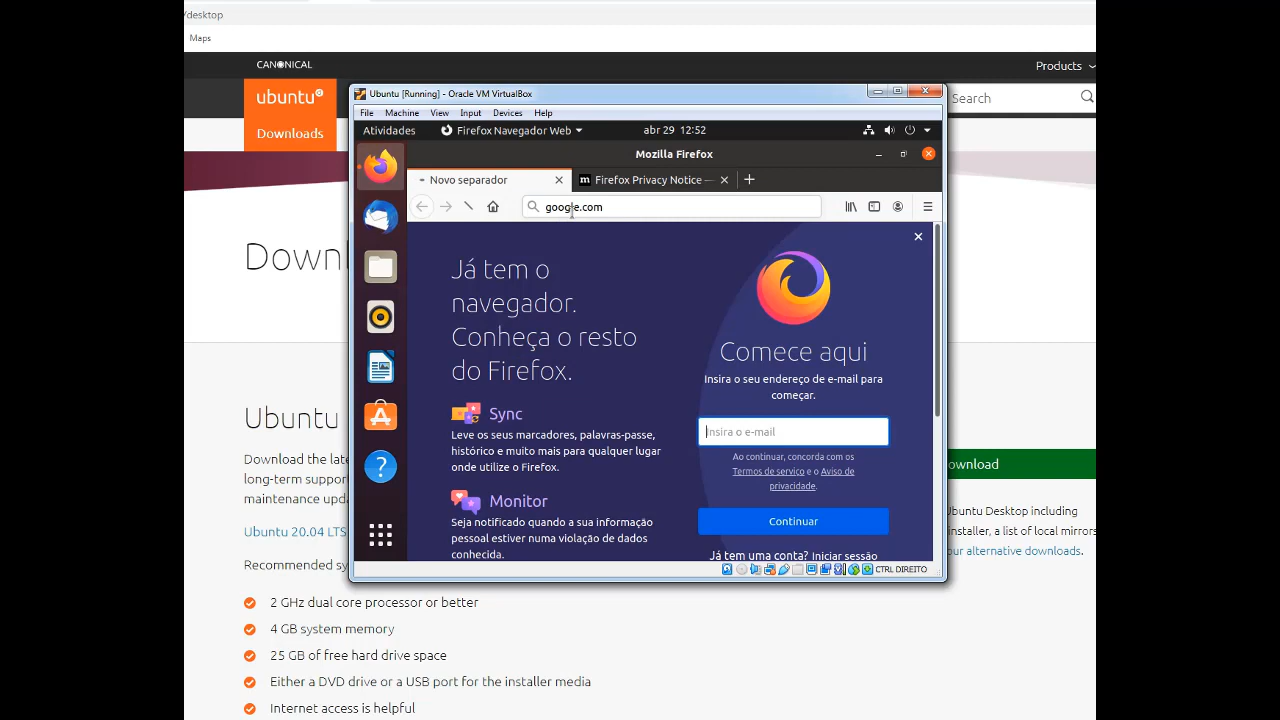 /desktop
Maps
CANONICAL
Products
ubuntu
Downloads
Search
Ubuntu [Running] - Oracle VM VirtualBox
File Machine View Input Devices Help
Atividades Firefox Navegador Web abr 29 12:52
Mozilla Firefox
Novo separador
Firefox Privacy Notice —
google.com
Já tem o
navegador.
Conheça o resto
do Firefox.
Sync
Leve os seus marcadores, palavras-passe,
histórico e muito mais para qualquer lugar
onde utilize o Firefox.
Monitor
Seja notificado quando a sua informação
pessoal estiver numa violação de dados
conhecida.
Comece aqui
Insira o seu endereço de e-mail para
começar.
Insira o e-mail
Ao continuar, concorda com os
Termos de serviço e o Aviso de
privacidade.
Continuar
Já tem uma conta? Iniciar sessão
CTRL DIREITO
Down
Ubuntu
Download the late
long-term support
maintenance upda
Ubuntu 20.04 LTS
Recommended sy
2 GHz dual core processor or better
4 GB system memory
25 GB of free hard drive space
Either a DVD drive or a USB port for the installer media
Internet access is helpful
ownload
Ubuntu Desktop including
installer, a list of local mirrors
our alternative downloads.